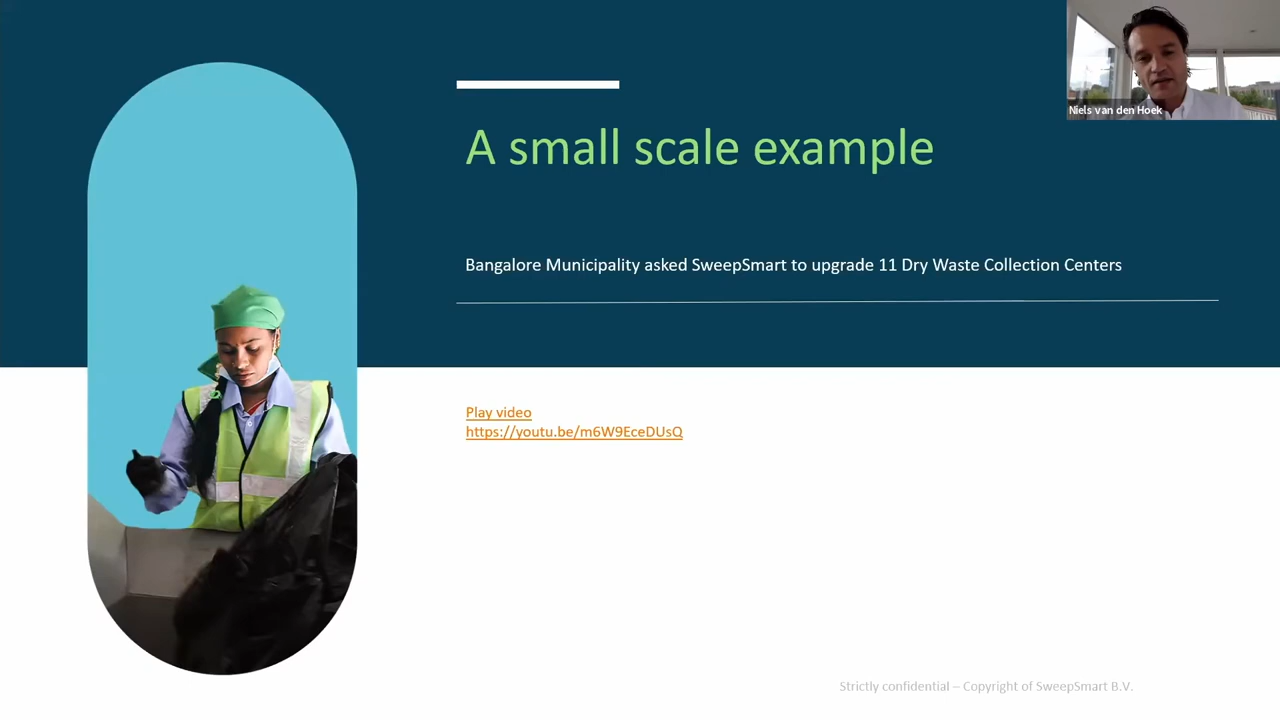 Niels van den Hoek
A small scale example
Bangalore Municipality asked SweepSmart to upgrade 11 Dry Waste Collection Centers
Play video
https://youtu.be/m6W9EceDUsQ
Strictly confidential – Copyright of SweepSmart B.V.